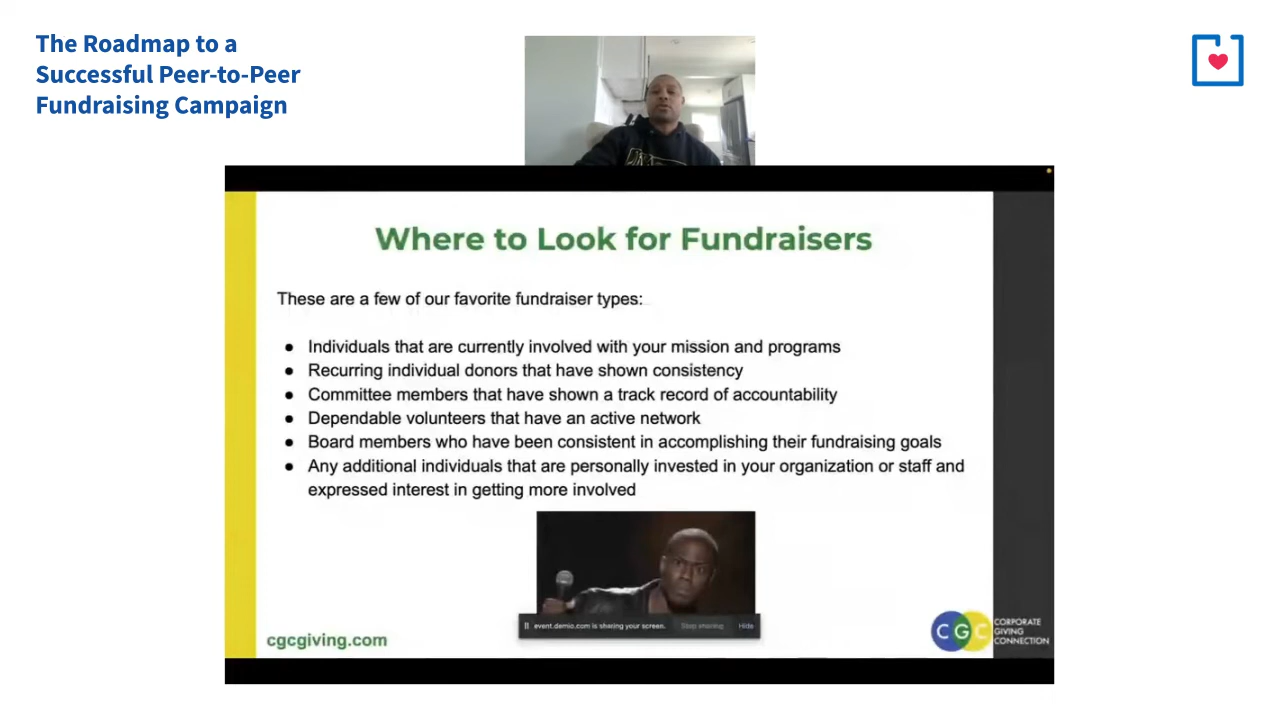 The Roadmap to a
Successful Peer-to-Peer
Fundraising Campaign
Where to Look for Fundraisers
These are a few of our favorite fundraiser types:
● Individuals that are currently involved with your mission and programs
● Recurring individual donors that have shown consistency
● Committee members that have shown a track record of accountability
● Dependable volunteers that have an active network
● Board members who have been consistent in accomplishing their fundraising goals
● Any additional individuals that are personally invested in your organization or staff and
expressed interest in getting more involved
event.demio.com is sharing your screen. Stop sharing Hide
cgcgiving.com
CGC
CORPORATE
GIVING
CONNECTION